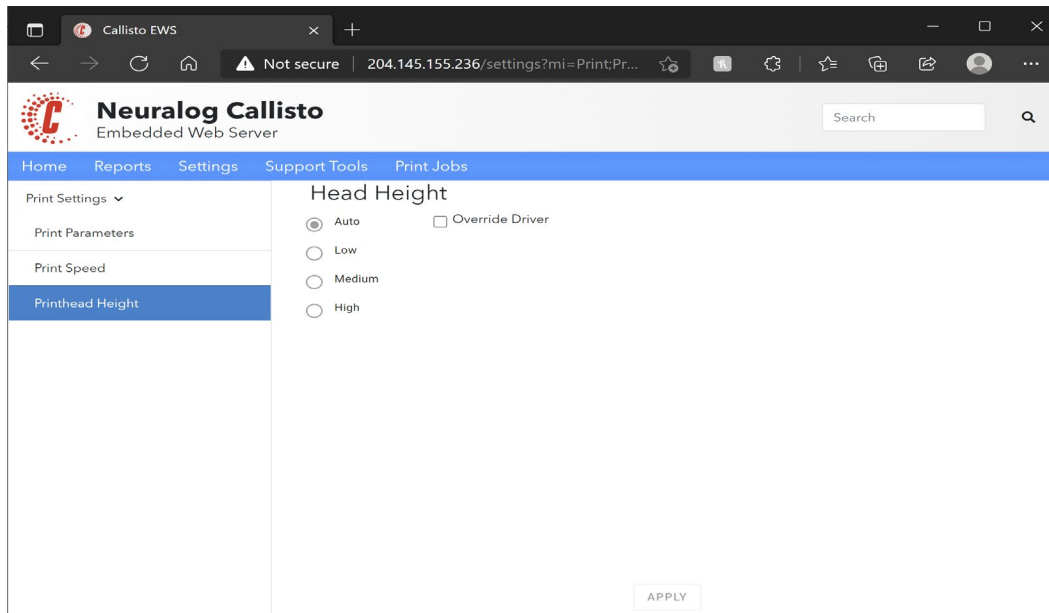 Callisto EWS
Not secure | 204.145.155.236/settings?mi=Print;Pr...
Neuralog Callisto
Embedded Web Server
Search
Home Reports Settings Support Tools Print Jobs
Print Settings
Print Parameters
Print Speed
Printhead Height
Head Height
Auto
Override Driver
Low
Medium
High
APPLY